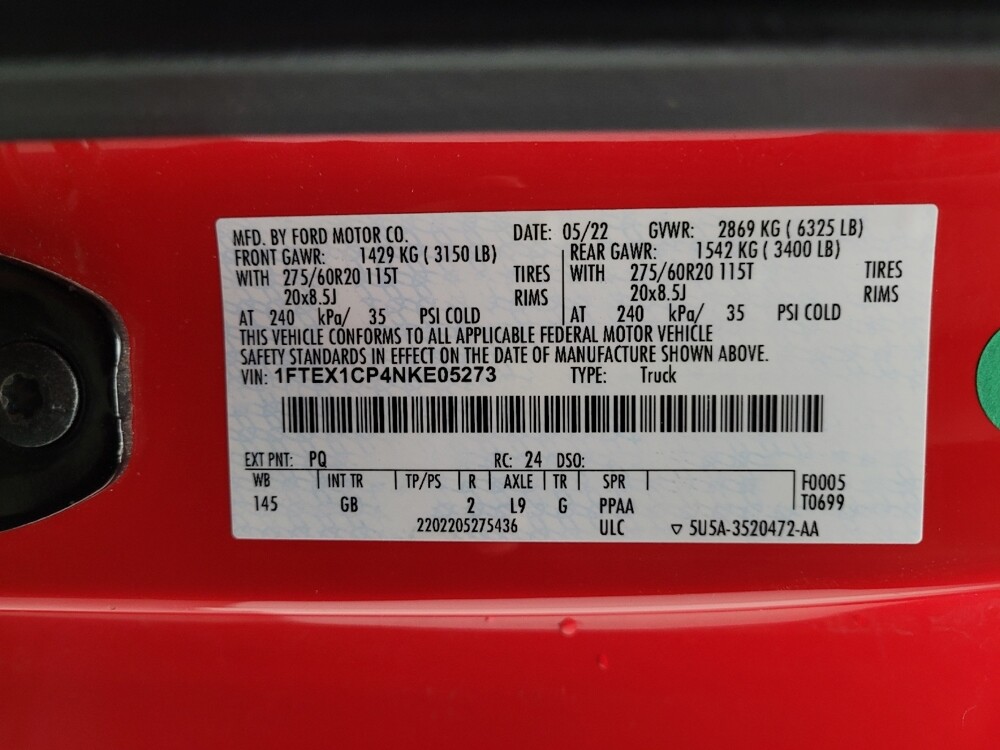 MFD. BY FORD MOTOR CO. DATE: 05/22 GVWR: 2869 KG ( 6325 LB)
FRONT GAWR: 1429 KG ( 3150 LB) REAR GAWR: 1542 KG ( 3400 LB)
WITH 275/60R20 115T TIRES WITH 275/60R20 115T TIRES
20x8.5J RIMS 20x8.5J RIMS
AT 240 kPa/ 35 PSI COLD AT 240 kPa/ 35 PSI COLD
THIS VEHICLE CONFORMS TO ALL APPLICABLE FEDERAL MOTOR VEHICLE
SAFETY STANDARDS IN EFFECT ON THE DATE OF MANUFACTURE SHOWN ABOVE.
VIN: 1FTEX1CP4NKE05273 TYPE: Truck
EXT PNT: PQ RC: 24 DSO:
WB INT TR TP/PS R AXLE TR SPR F0005
145 GB 2 L9 G PPAA T0699
2202205275436 ULC ▽ 5U5A-3520472-AA